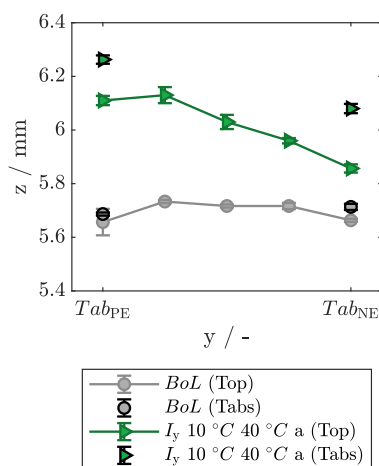 6.4
6.2
6
5.8
5.6
5.4
z / mm
Tab_PE
Tab_NE
y / -
BoL (Top)
BoL (Tabs)
I_y 10 °C 40 °C a (Top)
I_y 10 °C 40 °C a (Tabs)